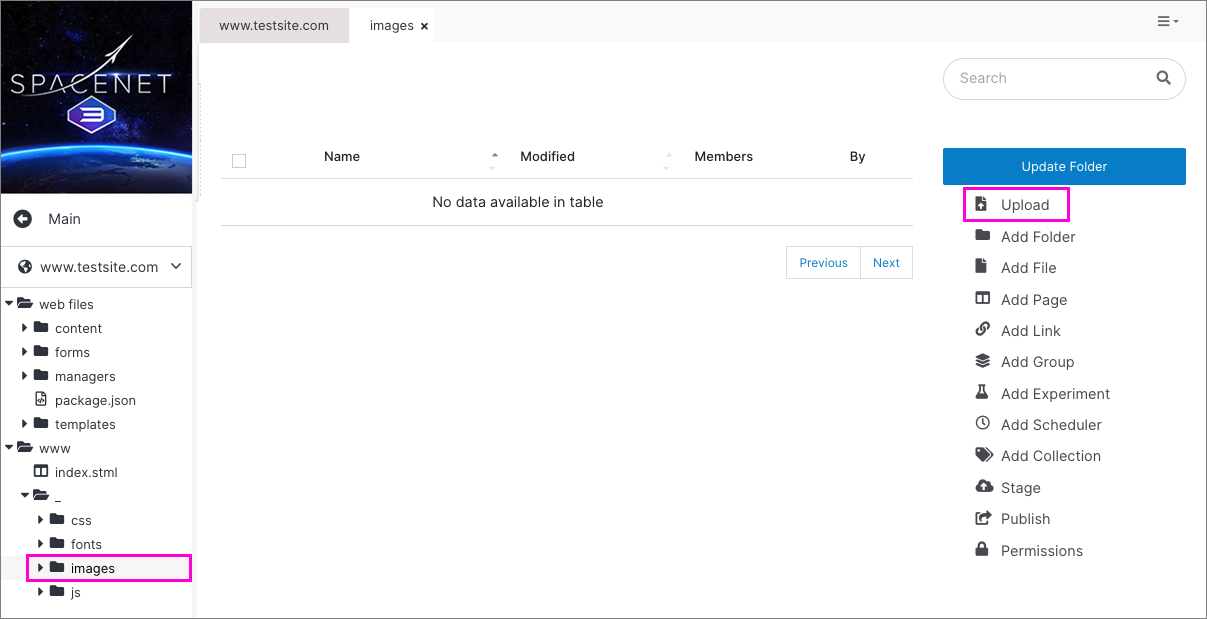 SPACENET
3
Main
www.testsite.com
web files
content
forms
managers
package.json
templates
www
index.stml
_
css
fonts
images
js
www.testsite.com
images ×
Name Modified Members By
No data available in table
Previous Next
Search
Update Folder
Upload
Add Folder
Add File
Add Page
Add Link
Add Group
Add Experiment
Add Scheduler
Add Collection
Stage
Publish
Permissions